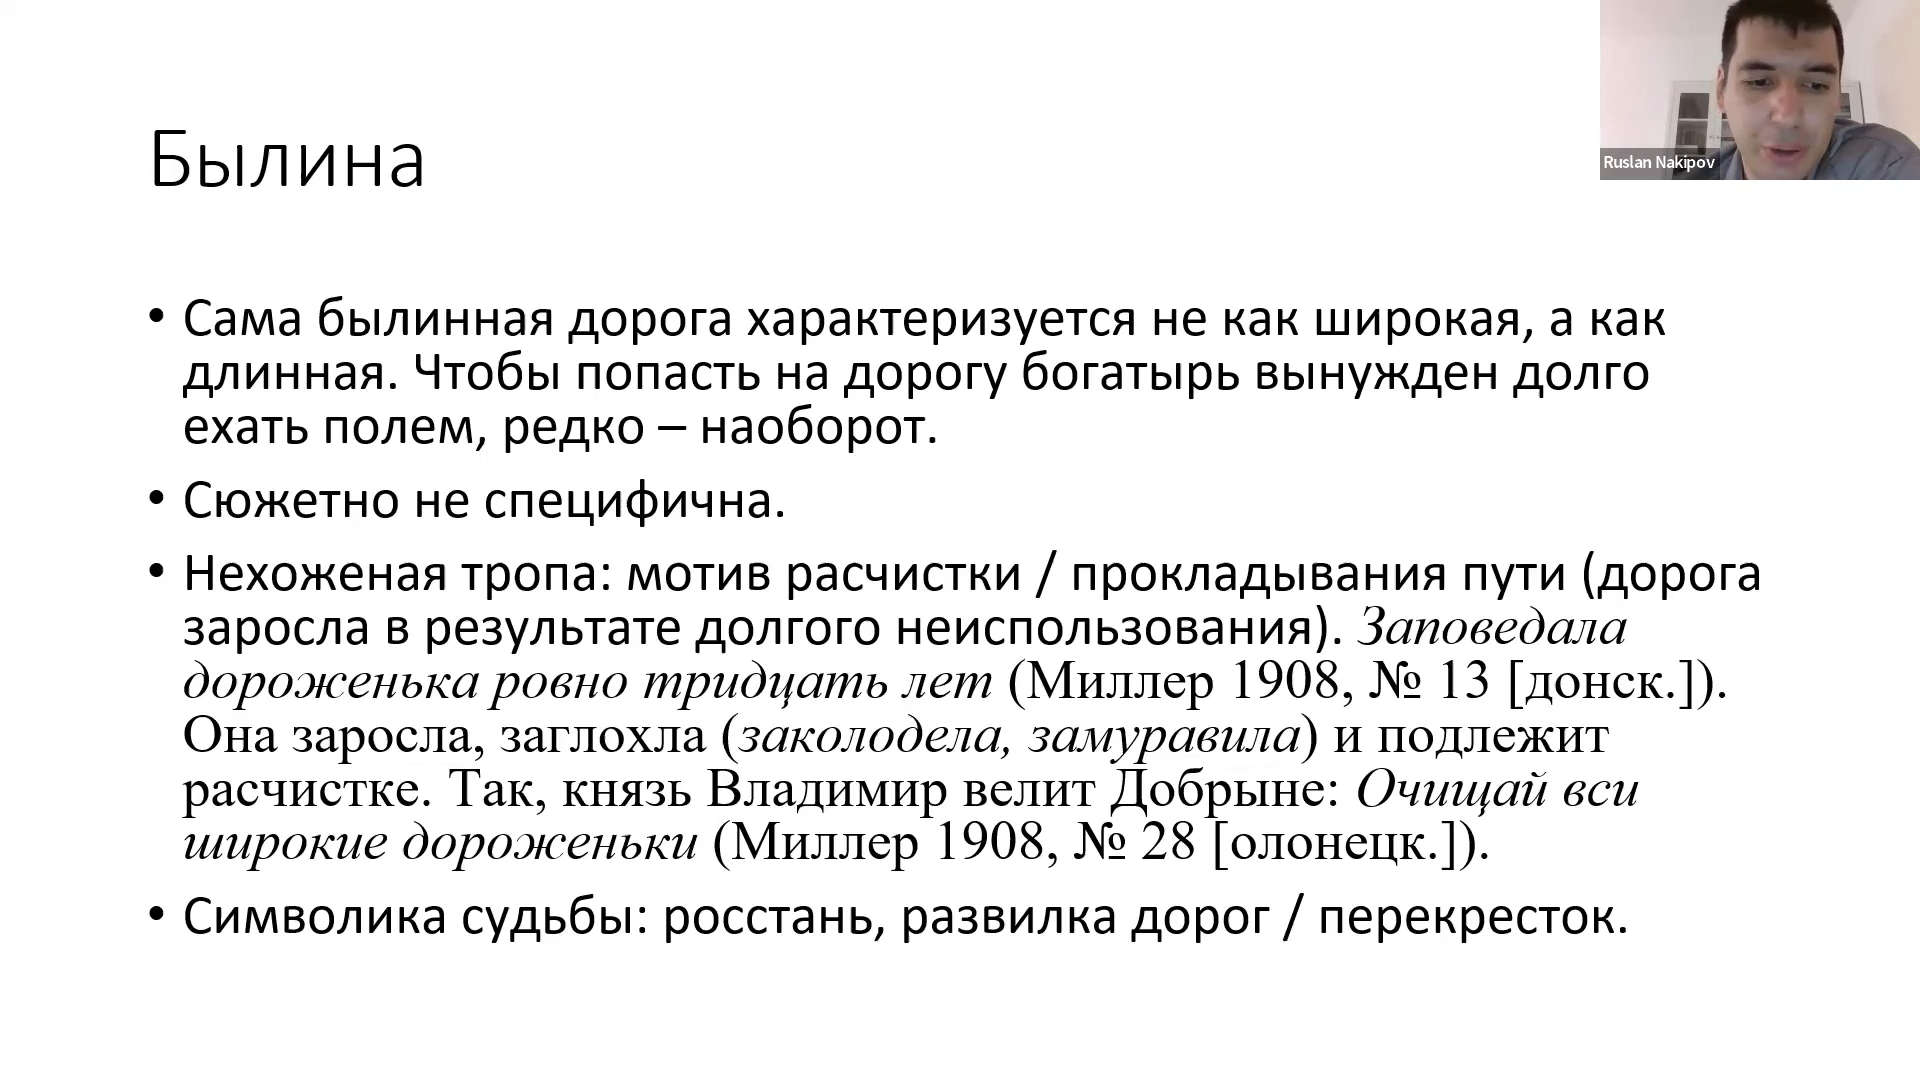 Ruslan Nakipov
Былина
• Сама былинная дорога характеризуется не как широкая, а как
длинная. Чтобы попасть на дорогу богатырь вынужден долго
ехать полем, редко – наоборот.
• Сюжетно не специфична.
• Нехоженая тропа: мотив расчистки / прокладывания пути (дорога
заросла в результате долгого неиспользования). Заповедала
дороженька ровно тридцать лет (Миллер 1908, № 13 [донск.]).
Она заросла, заглохла (заколодела, замуравила) и подлежит
расчистке. Так, князь Владимир велит Добрыне: Очищай вси
широкие дороженьки (Миллер 1908, № 28 [олонецк.]).
• Символика судьбы: росстань, развилка дорог / перекресток.